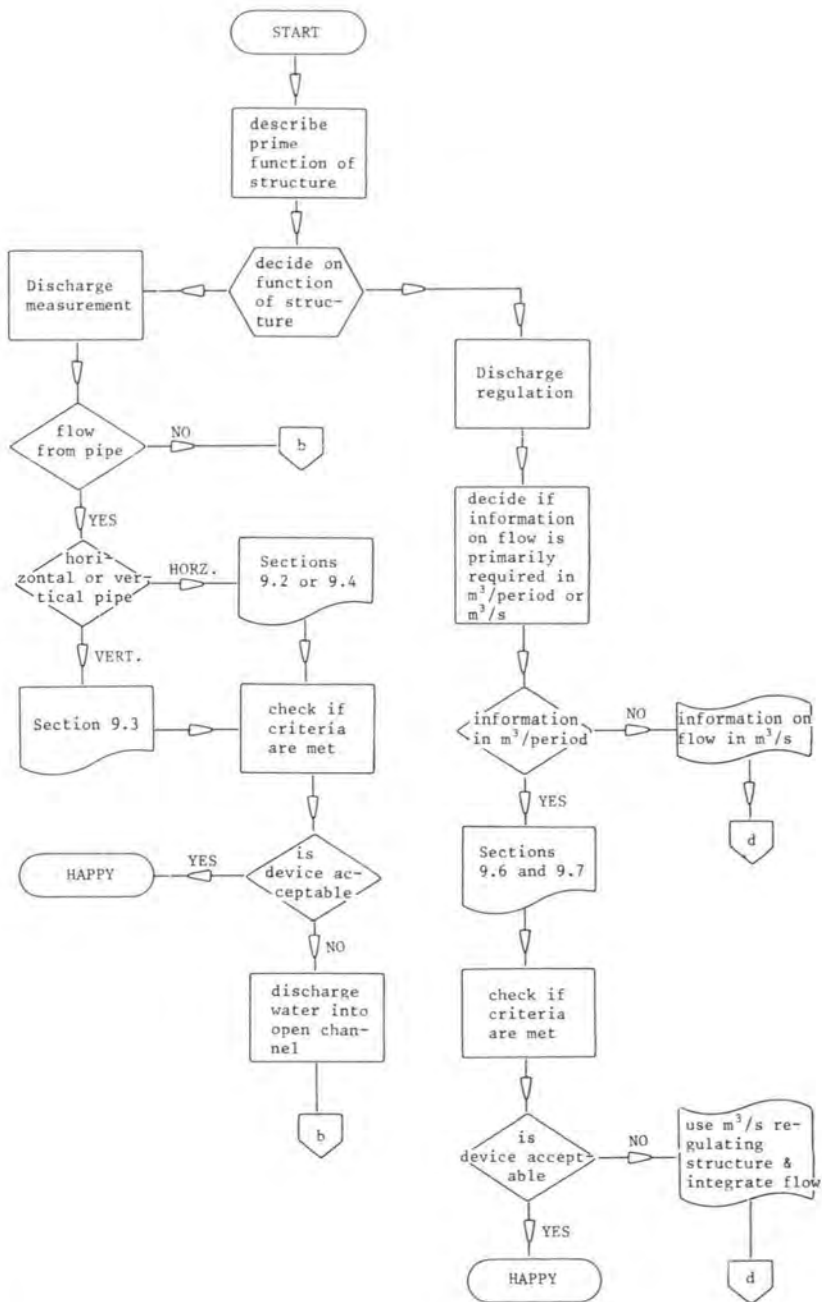 START
describe
prime
function of
structure
decide on
function
of struc-
ture
Discharge
measurement
flow
from pipe
NO
b
YES
hori-
zontal or ver-
tical pipe
HORZ.
Sections
9.2 or 9.4
VERT.
Section 9.3
check if
criteria
are met
is
device ac-
ceptable
YES
HAPPY
NO
discharge
water into
open chan-
nel
b
Discharge
regulation
decide if
information
on flow is
primarily
required in
m³/period or
m³/s
information
in m³/period
NO
information on
flow in m³/s
d
YES
Sections
9.6 and 9.7
check if
criteria
are met
is
device accept-
able
NO
use m³/s re-
gulating
structure &
integrate flow
d
YES
HAPPY